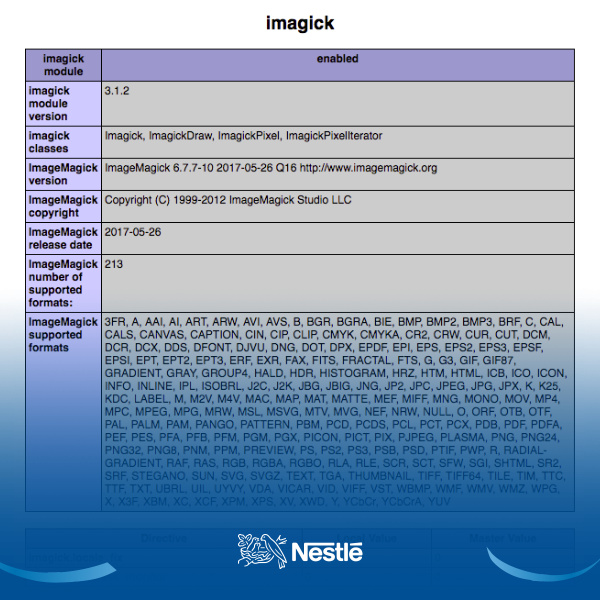 imagick
imagick module enabled
imagick module version 3.1.2
imagick classes Imagick, ImagickDraw, ImagickPixel, ImagickPixelIterator
ImageMagick version ImageMagick 6.7.7-10 2017-05-26 Q16 http://www.imagemagick.org
ImageMagick copyright Copyright (C) 1999-2012 ImageMagick Studio LLC
ImageMagick release date 2017-05-26
ImageMagick number of supported formats: 213
ImageMagick supported formats
3FR, A, AAI, AI, ART, ARW, AVI, AVS, B, BGR, BGRA, BIE, BMP, BMP2, BMP3, BRF, C, CAL,
CALS, CANVAS, CAPTION, CIN, CIP, CLIP, CMYK, CMYKA, CR2, CRW, CUR, CUT, DCM,
DCR, DCX, DDS, DFONT, DJVU, DNG, DOT, DPX, EPDF, EPI, EPS, EPS2, EPS3, EPSF,
EPSI, EPT, EPT2, EPT3, ERF, EXR, FAX, FITS, FRACTAL, FTS, G, G3, GIF, GIF87,
GRADIENT, GRAY, GROUP4, HALD, HDR, HISTOGRAM, HRZ, HTM, HTML, ICB, ICO, ICON,
INFO, INLINE, IPL, ISOBRL, J2C, J2K, JBG, JBIG, JNG, JP2, JPC, JPEG, JPG, JPX, K, K25,
KDC, LABEL, M, M2V, M4V, MAC, MAP, MAT, MATTE, MEF, MIFF, MNG, MONO, MOV, MP4,
MPC, MPEG, MPG, MRW, MSL, MSVG, MTV, MVG, NEF, NRW, NULL, O, ORF, OTB, OTF,
PAL, PALM, PAM, PANGO, PATTERN, PBM, PCD, PCDS, PCL, PCT, PCX, PDB, PDF, PDFA,
PEF, PES, PFA, PFB, PFM, PGM, PGX, PICON, PICT, PIX, PJPEG, PLASMA, PNG, PNG24,
PNG32, PNG8, PNM, PPM, PREVIEW, PS, PS2, PS3, PSB, PSD, PTIF, PWP, R, RADIAL-
GRADIENT, RAF, RAS, RGB, RGBA, RGBO, RLA, RLE, SCR, SCT, SFW, SGI, SHTML, SR2,
SRF, STEGANO, SUN, SVG, SVGZ, TEXT, TGA, THUMBNAIL, TIFF, TIFF64, TILE, TIM, TTC,
TTF, TXT, UBRL, UIL, UYVY, VDA, VICAR, VID, VIFF, VST, WBMP, WMF, WMV, WMZ, WPG,
X, X3F, XBM, XC, XCF, XPM, XPS, XV, XWD, Y, YCbCr, YCbCrA, YUV
Directive Local Value Master Value
Nestlé